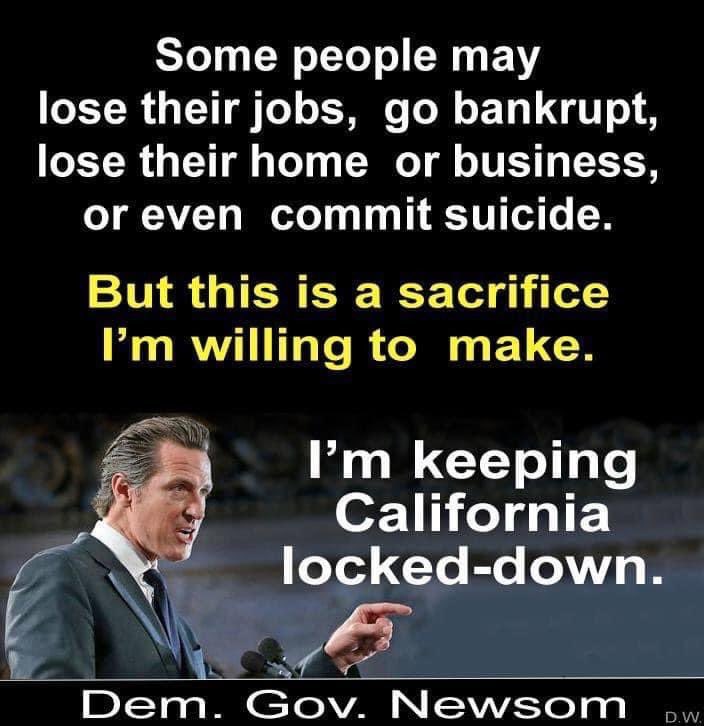 Some people may
lose their jobs, go bankrupt,
lose their home or business,
or even commit suicide.
But this is a sacrifice
I'm willing to make.
I'm keeping
California
locked-down.
Dem. Gov. Newsom
D.W.